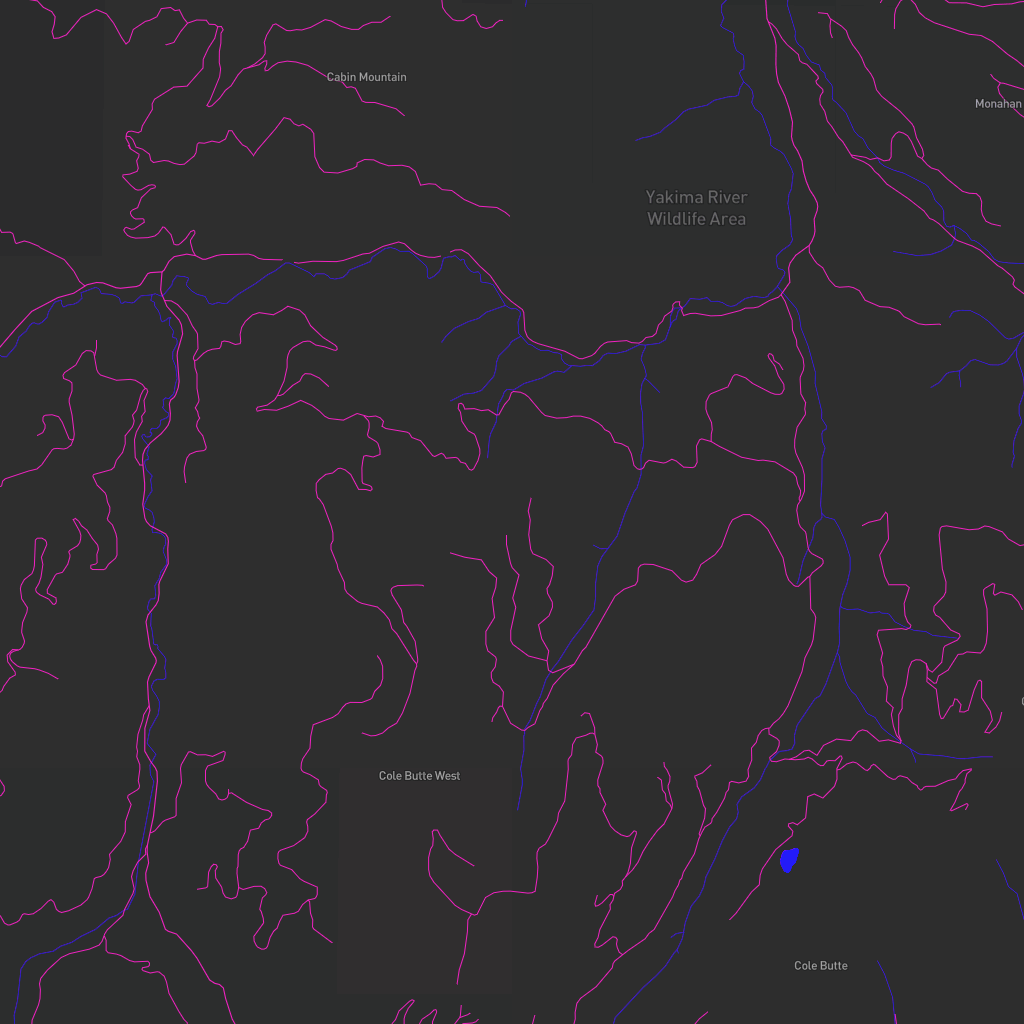 Cabin Mountain
Monahan
Yakima River
Wildlife Area
Cole Butte West
Cole Butte